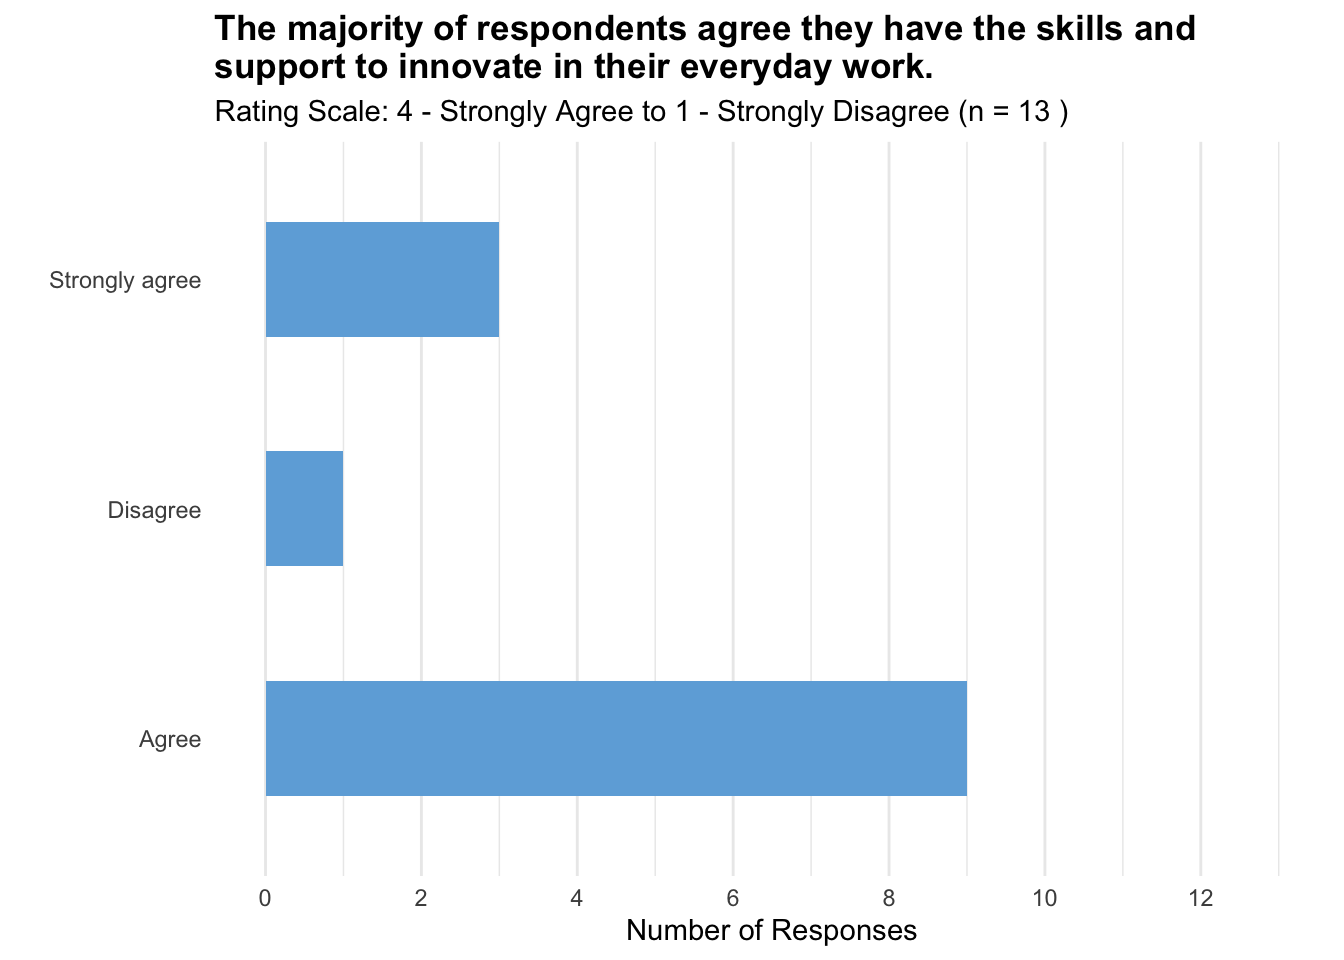 The majority of respondents agree they have the skills and
support to innovate in their everyday work.
Rating Scale: 4 - Strongly Agree to 1 - Strongly Disagree (n = 13 )
Strongly agree
Disagree
Agree
0 2 4 6 8 10 12
Number of Responses